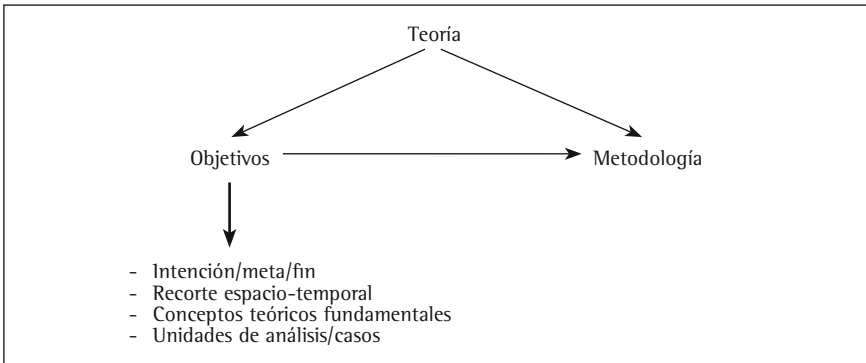 Teoría
Objetivos
Metodología
- Intención/meta/fin
- Recorte espacio-temporal
- Conceptos teóricos fundamentales
- Unidades de análisis/casos